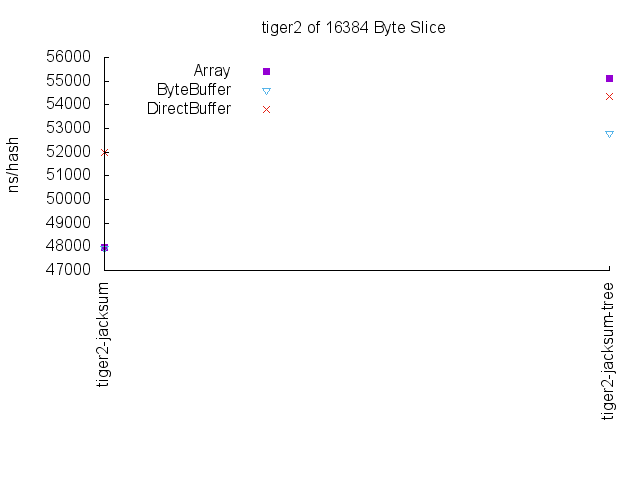 tiger2 of 16384 Byte Slice
56000
55000
54000
53000
52000
51000
50000
49000
48000
47000
ns/hash
Array
ByteBuffer
DirectBuffer
tiger2-jacksum
tiger2-jacksum-tree